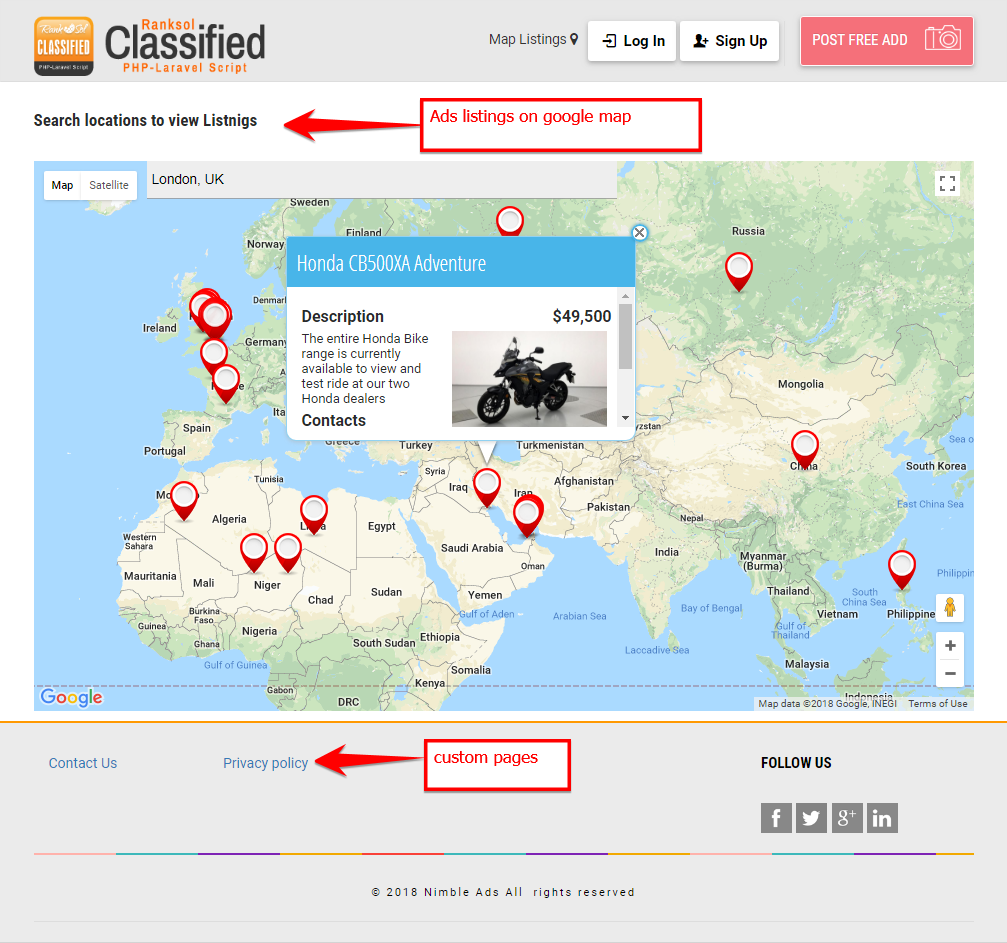 Ranksol
Classified
PHP-Laravel Script
Rank Sol
CLASSIFIED
PHP-Laravel Script
Map Listings
Log In
Sign Up
POST FREE ADD
Search locations to view Listnigs
Ads listings on google map
Map
Satellite
London, UK
Sweden
Finland
Norway
Russia
Honda CB500XA Adventure
Description
$49,500
The entire Honda Bike
range is currently
available to view and
test ride at our two
Honda dealers
Contacts
Denmark
Ireland
Germany
Mongolia
Spain
Portugal
Greece
Turkey
Turkmenistan
China
South Korea
Tunisia
Syria
Iraq
Iran
Afghanistan
Pakistan
East China Sea
Algeria
Libya
Egypt
Nepal
Western
Sahara
Saudi Arabia
Oman
India
Myanmar
(Burma)
Mauritania
Mali
Niger
Chad
Sudan
Yemen
Thailand
South
China Sea
Philippine
Burkina
Faso
Gulf of Aden
Arabian Sea
Bay of Bengal
Vietnam
Guinea
Ghana
Nigeria
South Sudan
Ethiopia
Gulf of
Thailand
Laccadive Sea
Gulf of Guinea
Somalia
Malaysia
Gabon
Kenya
DRC
Indonesia
Google
Map data ©2018 Google, INEGI
Terms of Use
Contact Us
Privacy policy
custom pages
FOLLOW US
© 2018 Nimble Ads All rights reserved